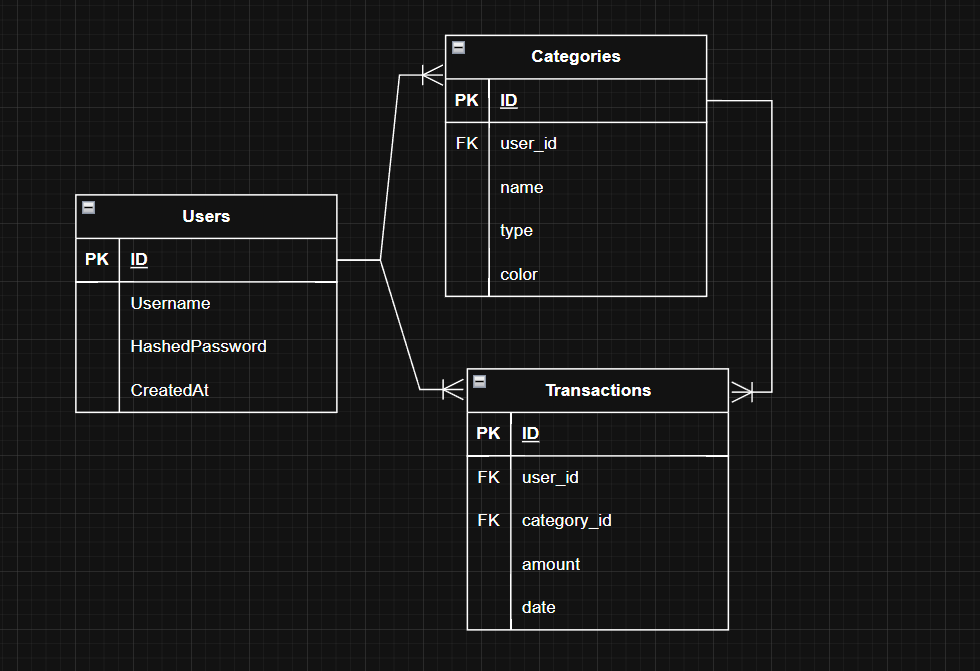 Categories
PK ID
FK user_id
name
type
color
Users
PK ID
Username
HashedPassword
CreatedAt
Transactions
PK ID
FK user_id
FK category_id
amount
date